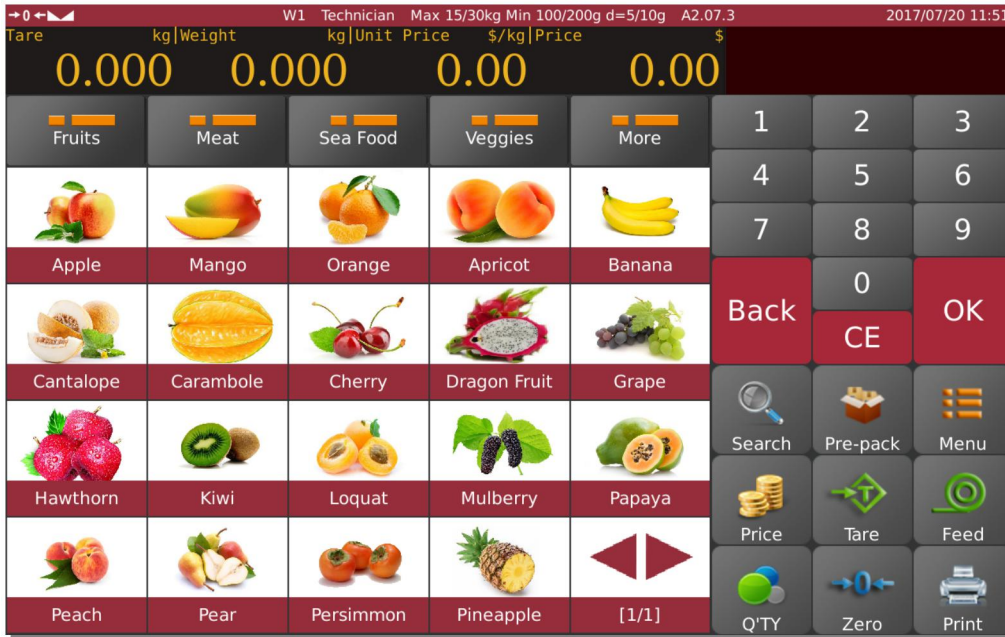 →0← W1 Technician Max 15/30kg Min 100/200g d=5/10g A2.07.3 2017/07/20 11:51
Tare kg|Weight kg|Unit Price $/kg|Price $
0.000 0.000 0.00 0.00
Fruits Meat Sea Food Veggies More
1 2 3
4 5 6
7 8 9
Apple Mango Orange Apricot Banana
Back 0 OK
CE
Cantalope Carambole Cherry Dragon Fruit Grape
Search Pre-pack Menu
Hawthorn Kiwi Loquat Mulberry Papaya
T
Price Tare Feed
0
Peach Pear Persimmon Pineapple [1/1]
Q'TY Zero Print